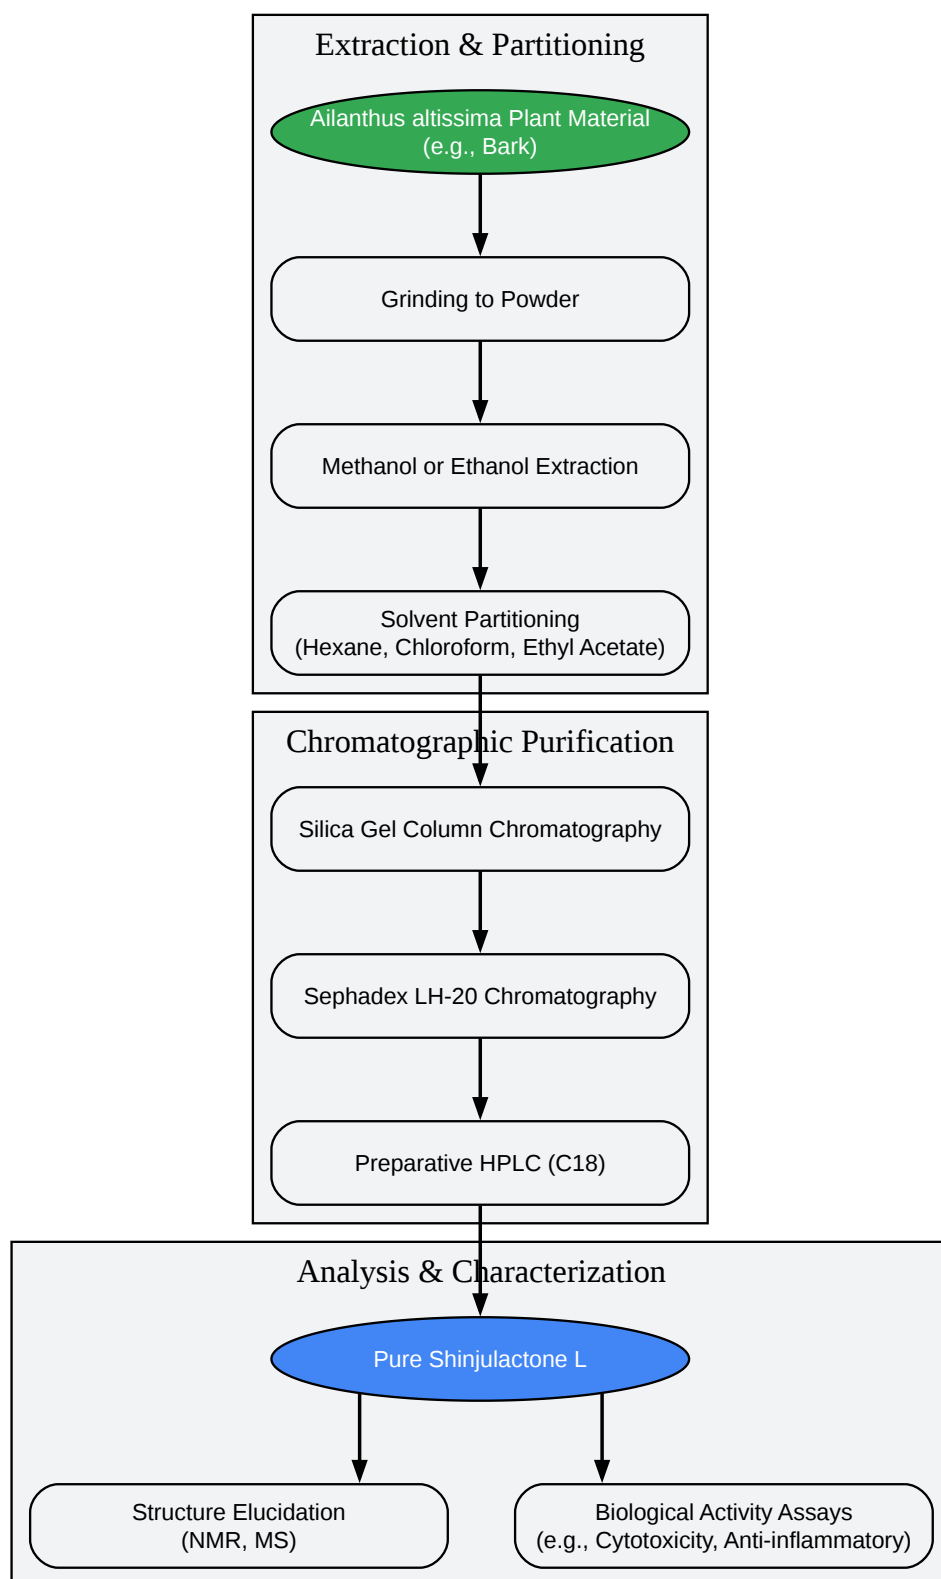 Extraction & Partitioning
Ailanthus altissima Plant Material
(e.g., Bark)
Grinding to Powder
Methanol or Ethanol Extraction
Solvent Partitioning
(Hexane, Chloroform, Ethyl Acetate)
Chromatographic Purification
Silica Gel Column Chromatography
Sephadex LH-20 Chromatography
Preparative HPLC (C18)
Analysis & Characterization
Pure Shinjulactone L
Structure Elucidation
(NMR, MS)
Biological Activity Assays
(e.g., Cytotoxicity, Anti-inflammatory)